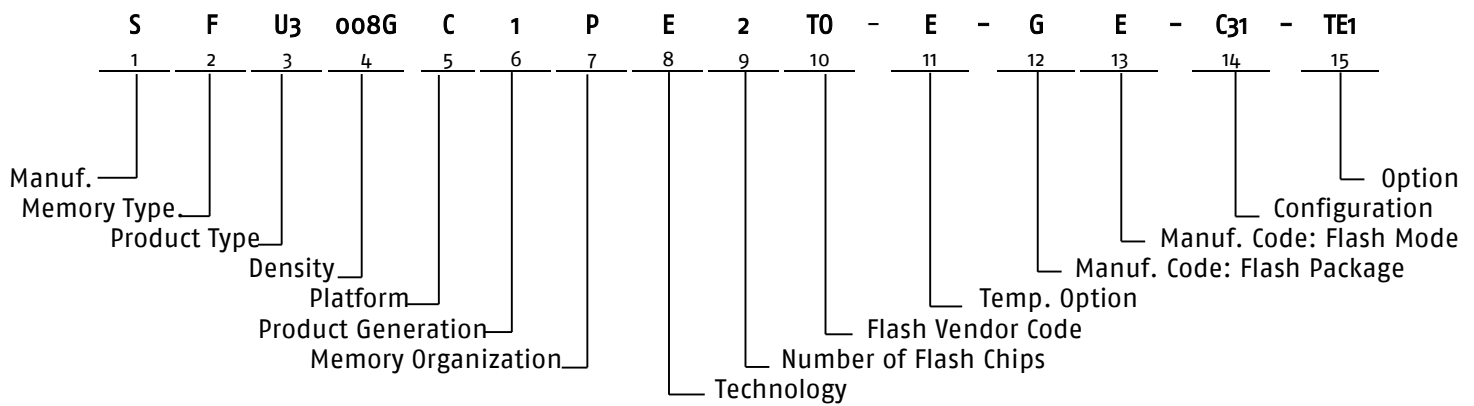 S F U3 008G C 1 P E 2 TO - E - G E - C31 - TE1
1 2 3 4 5 6 7 8 9 10 11 12 13 14 15
Manuf. Option
Memory Type. Configuration
Product Type Manuf. Code: Flash Mode
Density Manuf. Code: Flash Package
Platform Temp. Option
Product Generation Flash Vendor Code
Memory Organization Number of Flash Chips
Technology